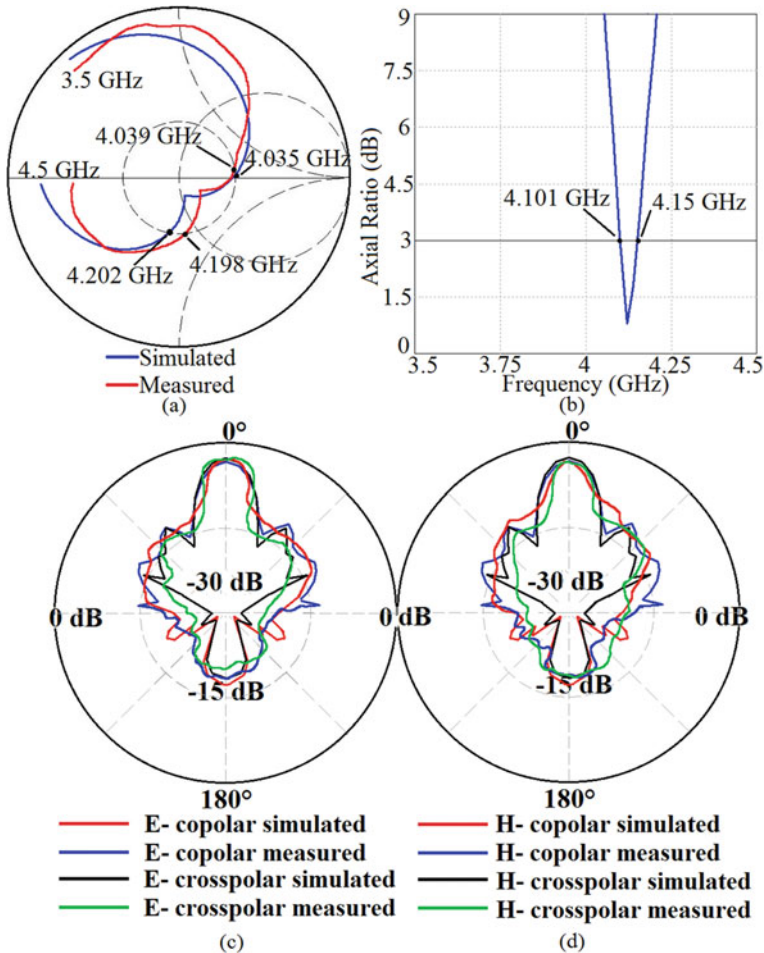 3.5 GHz
4.039 GHz
4.035 GHz
4.5 GHz
4.202 GHz
4.198 GHz
Simulated
Measured
(a)
Axial Ratio (dB)
9
7.5
6
4.5
3
1.5
0
4.101 GHz
4.15 GHz
3.5
3.75
4
4.25
4.5
Frequency (GHz)
(b)
0°
-30 dB
0 dB
0 dB
-15 dB
180°
E- copolar simulated
E- copolar measured
E- crosspolar simulated
E- crosspolar measured
(c)
0°
-30 dB
0 dB
-15 dB
180°
H- copolar simulated
H- copolar measured
H- crosspolar simulated
H- crosspolar measured
(d)